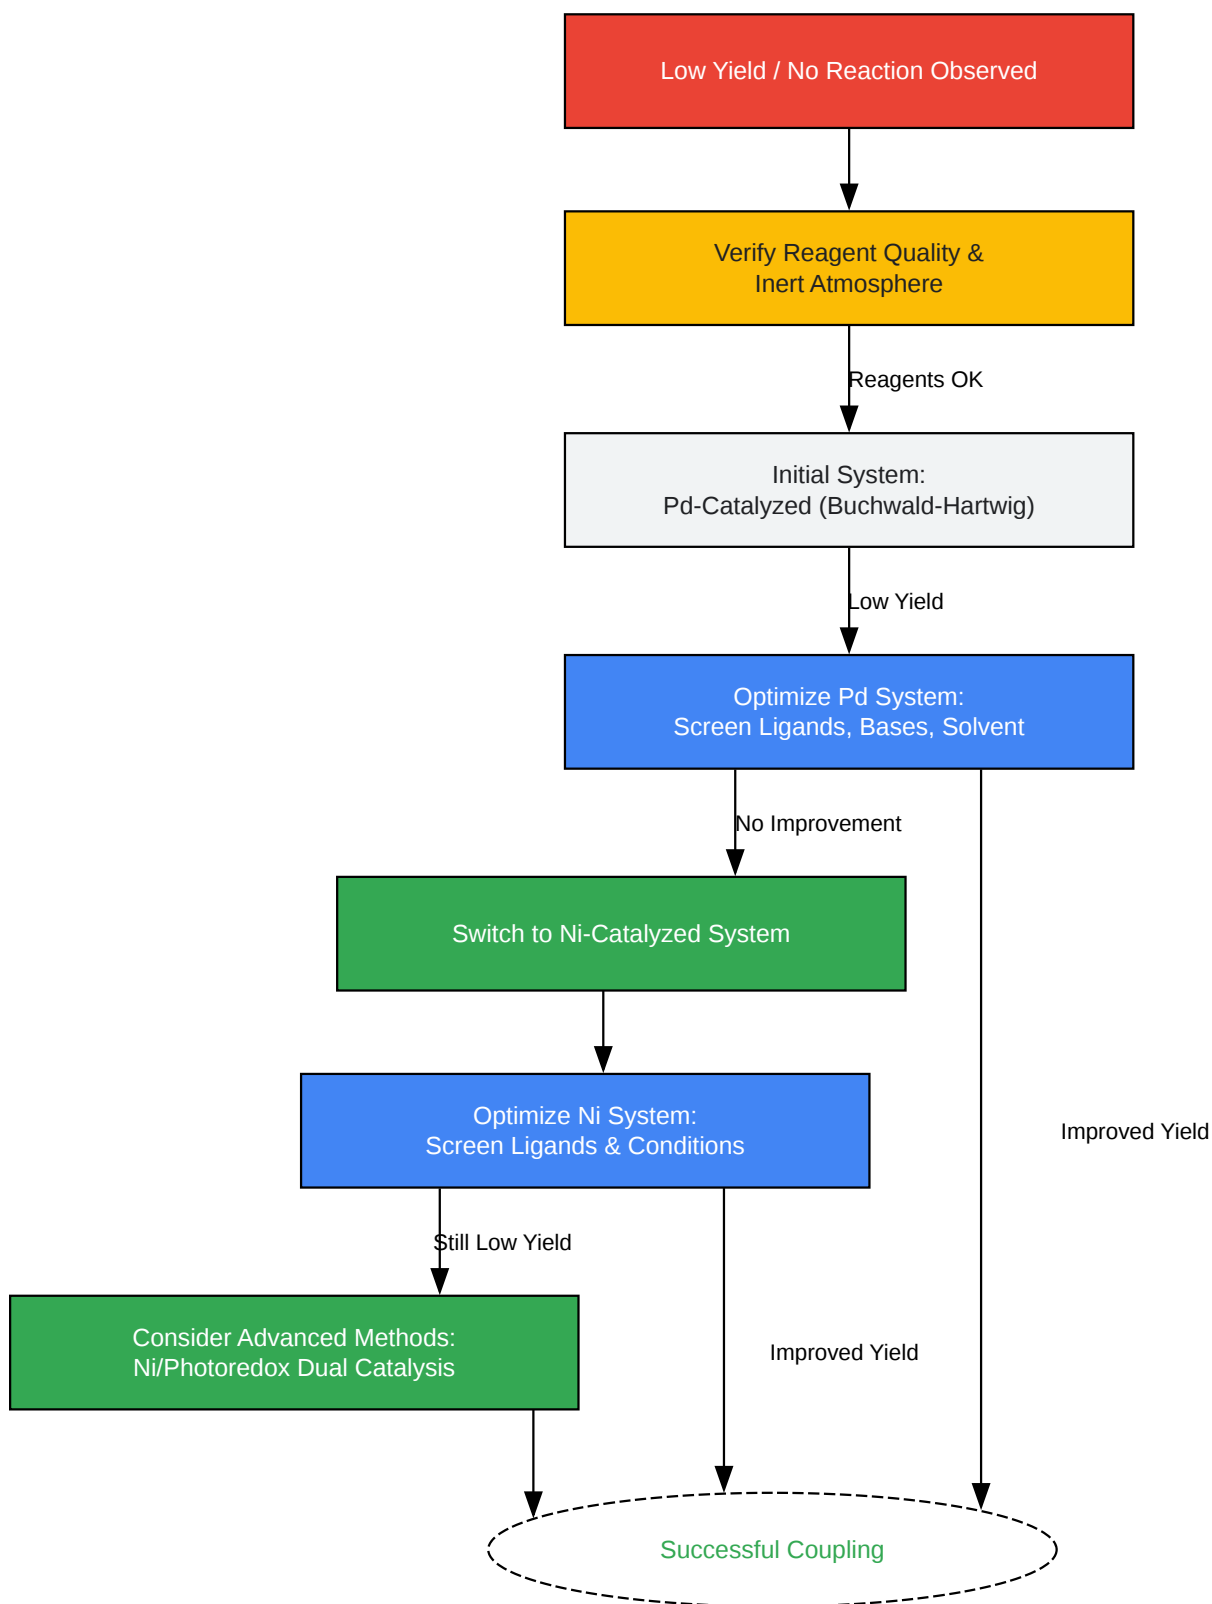 Low Yield / No Reaction Observed
Verify Reagent Quality &
Inert Atmosphere
Reagents OK
Initial System:
Pd-Catalyzed (Buchwald-Hartwig)
Low Yield
Optimize Pd System:
Screen Ligands, Bases, Solvent
No Improvement
Switch to Ni-Catalyzed System
Optimize Ni System:
Screen Ligands & Conditions
Improved Yield
Still Low Yield
Consider Advanced Methods:
Ni/Photoredox Dual Catalysis
Improved Yield
Successful Coupling